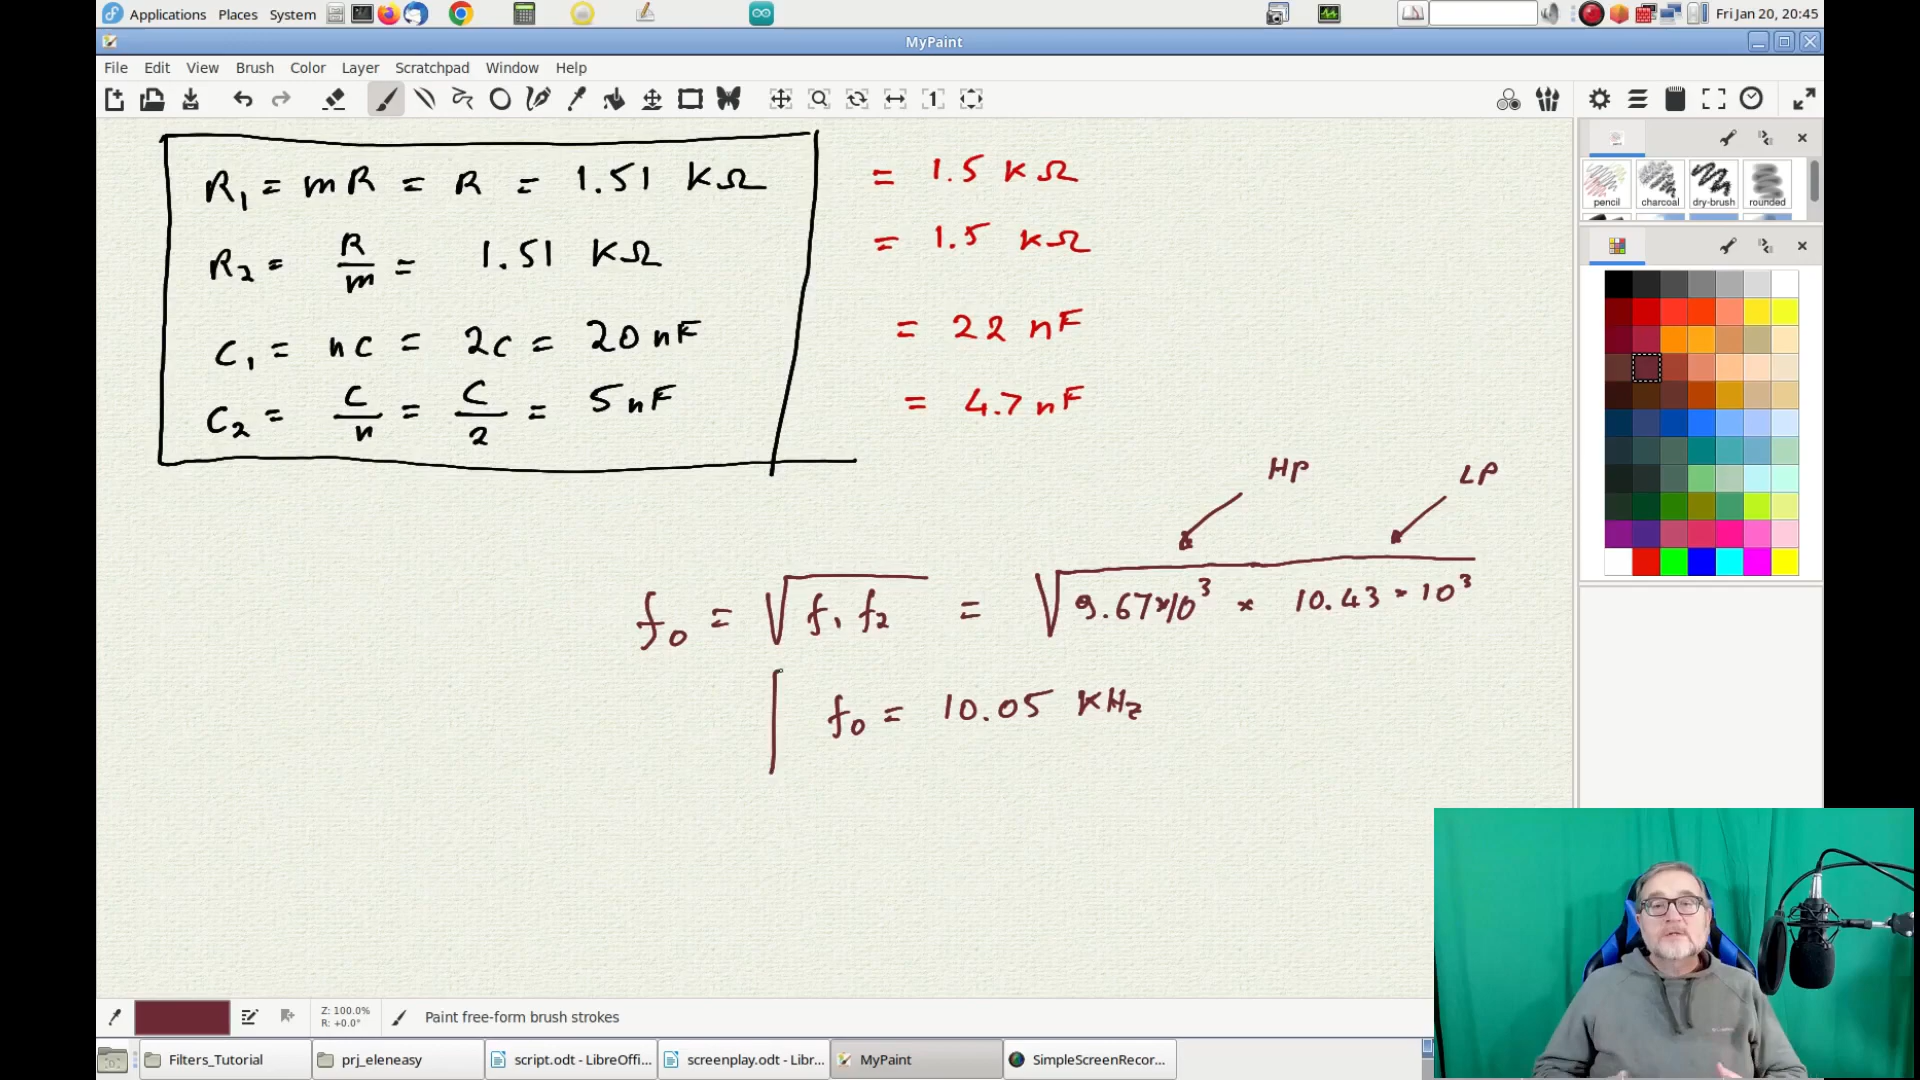 Applications Places System Fri Jan 20, 20:45
MyPaint
File Edit View Brush Color Layer Scratchpad Window Help
pencil charcoal dry-brush rounded
R₁ = mR = R = 1.51 KΩ = 1.5 KΩ
R₂ = R/m = 1.51 KΩ = 1.5 KΩ
C₁ = nC = 2C = 20 nF = 22 nF
C₂ = C/n = C/2 = 5 nF = 4.7 nF
HP LP
f₀ = √f₁ f₂ = √9.67×10³ × 10.43 × 10³
f₀ = 10.05 KHz
Z: 100.0%
R: +0.0°
Paint free-form brush strokes
Filters_Tutorial prj_eleneasy script.odt - LibreOffi... screenplay.odt - Libr... MyPaint SimpleScreenRecor...